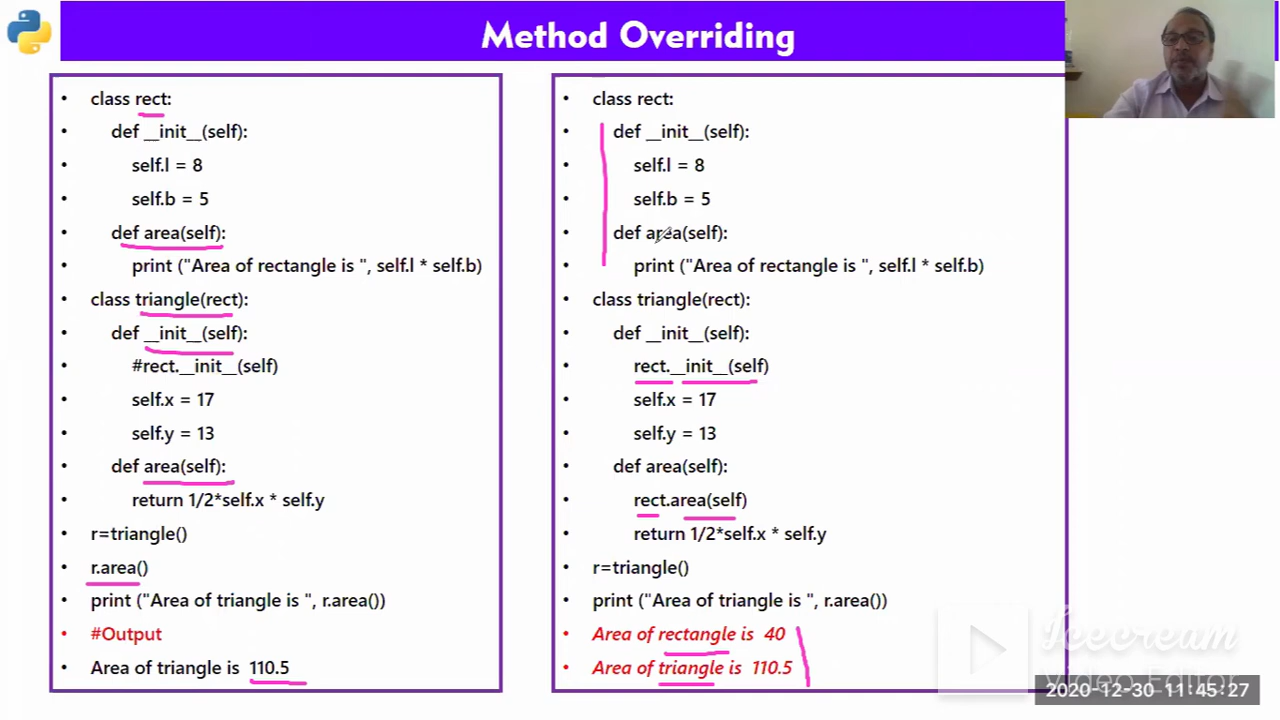 Method Overriding
• class rect:
• def __init__(self):
• self.l = 8
• self.b = 5
• def area(self):
• print ("Area of rectangle is ", self.l * self.b)
• class triangle(rect):
• def __init__(self):
• #rect.__init__(self)
• self.x = 17
• self.y = 13
• def area(self):
• return 1/2*self.x * self.y
• r=triangle()
• r.area()
• print ("Area of triangle is ", r.area())
• #Output
• Area of triangle is 110.5
• class rect:
• def __init__(self):
• self.l = 8
• self.b = 5
• def area(self):
• print ("Area of rectangle is ", self.l * self.b)
• class triangle(rect):
• def __init__(self):
• rect.__init__(self)
• self.x = 17
• self.y = 13
• def area(self):
• rect.area(self)
• return 1/2*self.x * self.y
• r=triangle()
• print ("Area of triangle is ", r.area())
• Area of rectangle is 40
• Area of triangle is 110.5
Icecream
Video Editor
2020-12-30 11:45:27